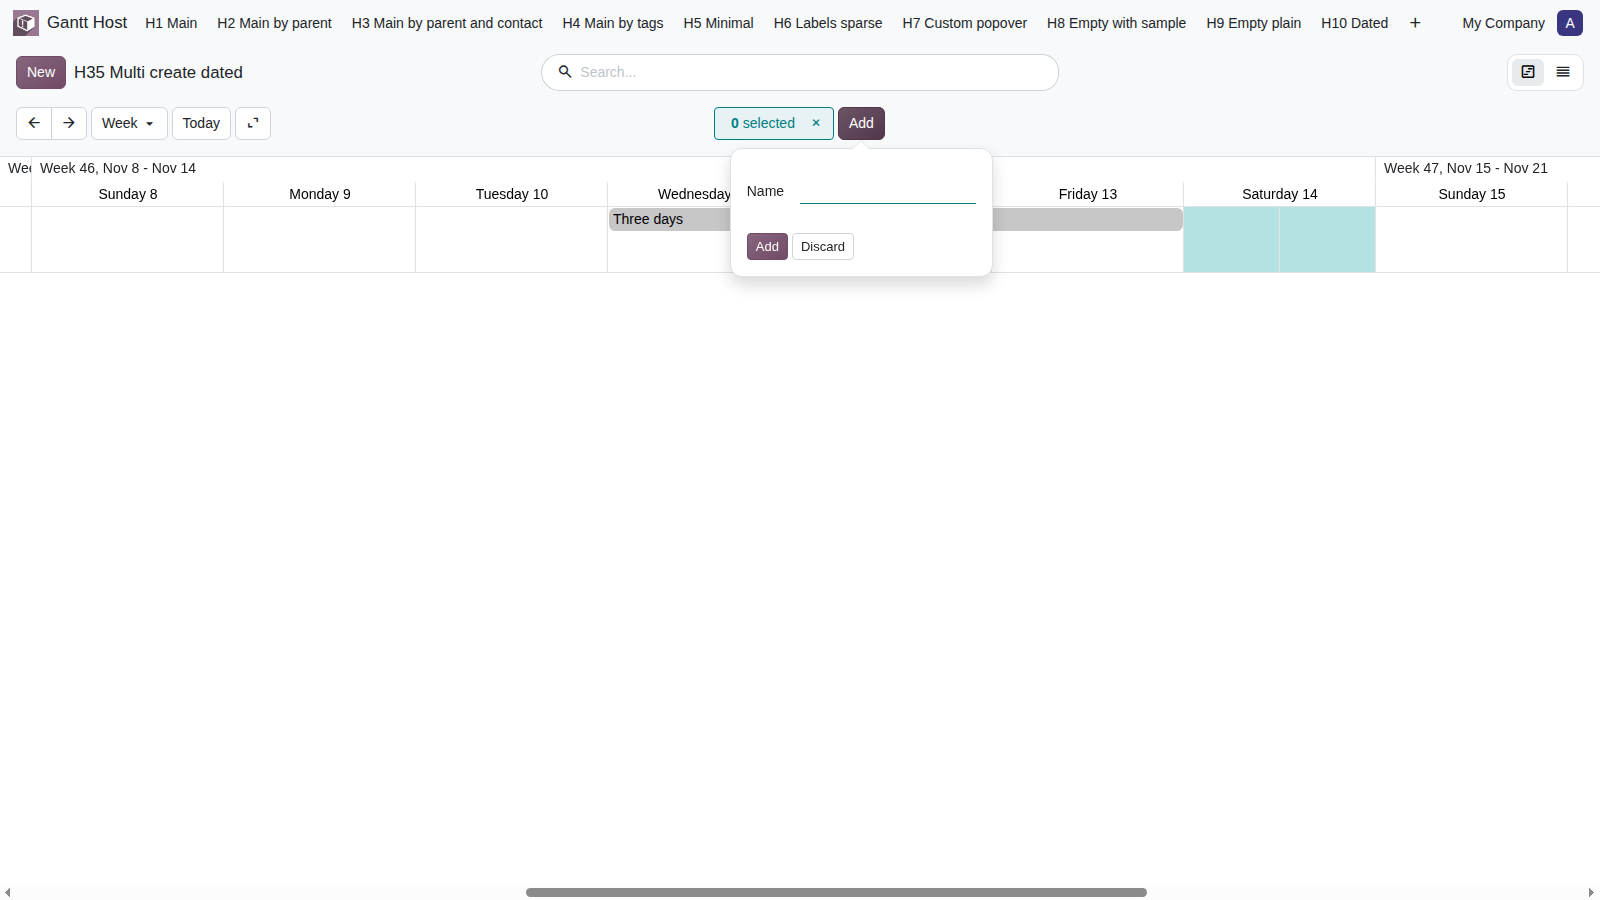 Gantt Host H1 Main H2 Main by parent H3 Main by parent and contact H4 Main by tags H5 Minimal H6 Labels sparse H7 Custom popover H8 Empty with sample H9 Empty plain H10 Dated + My Company A
New H35 Multi create dated Search...
Week Today 0 selected × Add
Week 46, Nov 8 - Nov 14 Week 47, Nov 15 - Nov 21
Sunday 8 Monday 9 Tuesday 10 Wednesday Friday 13 Saturday 14 Sunday 15
Name
Three days
Add Discard